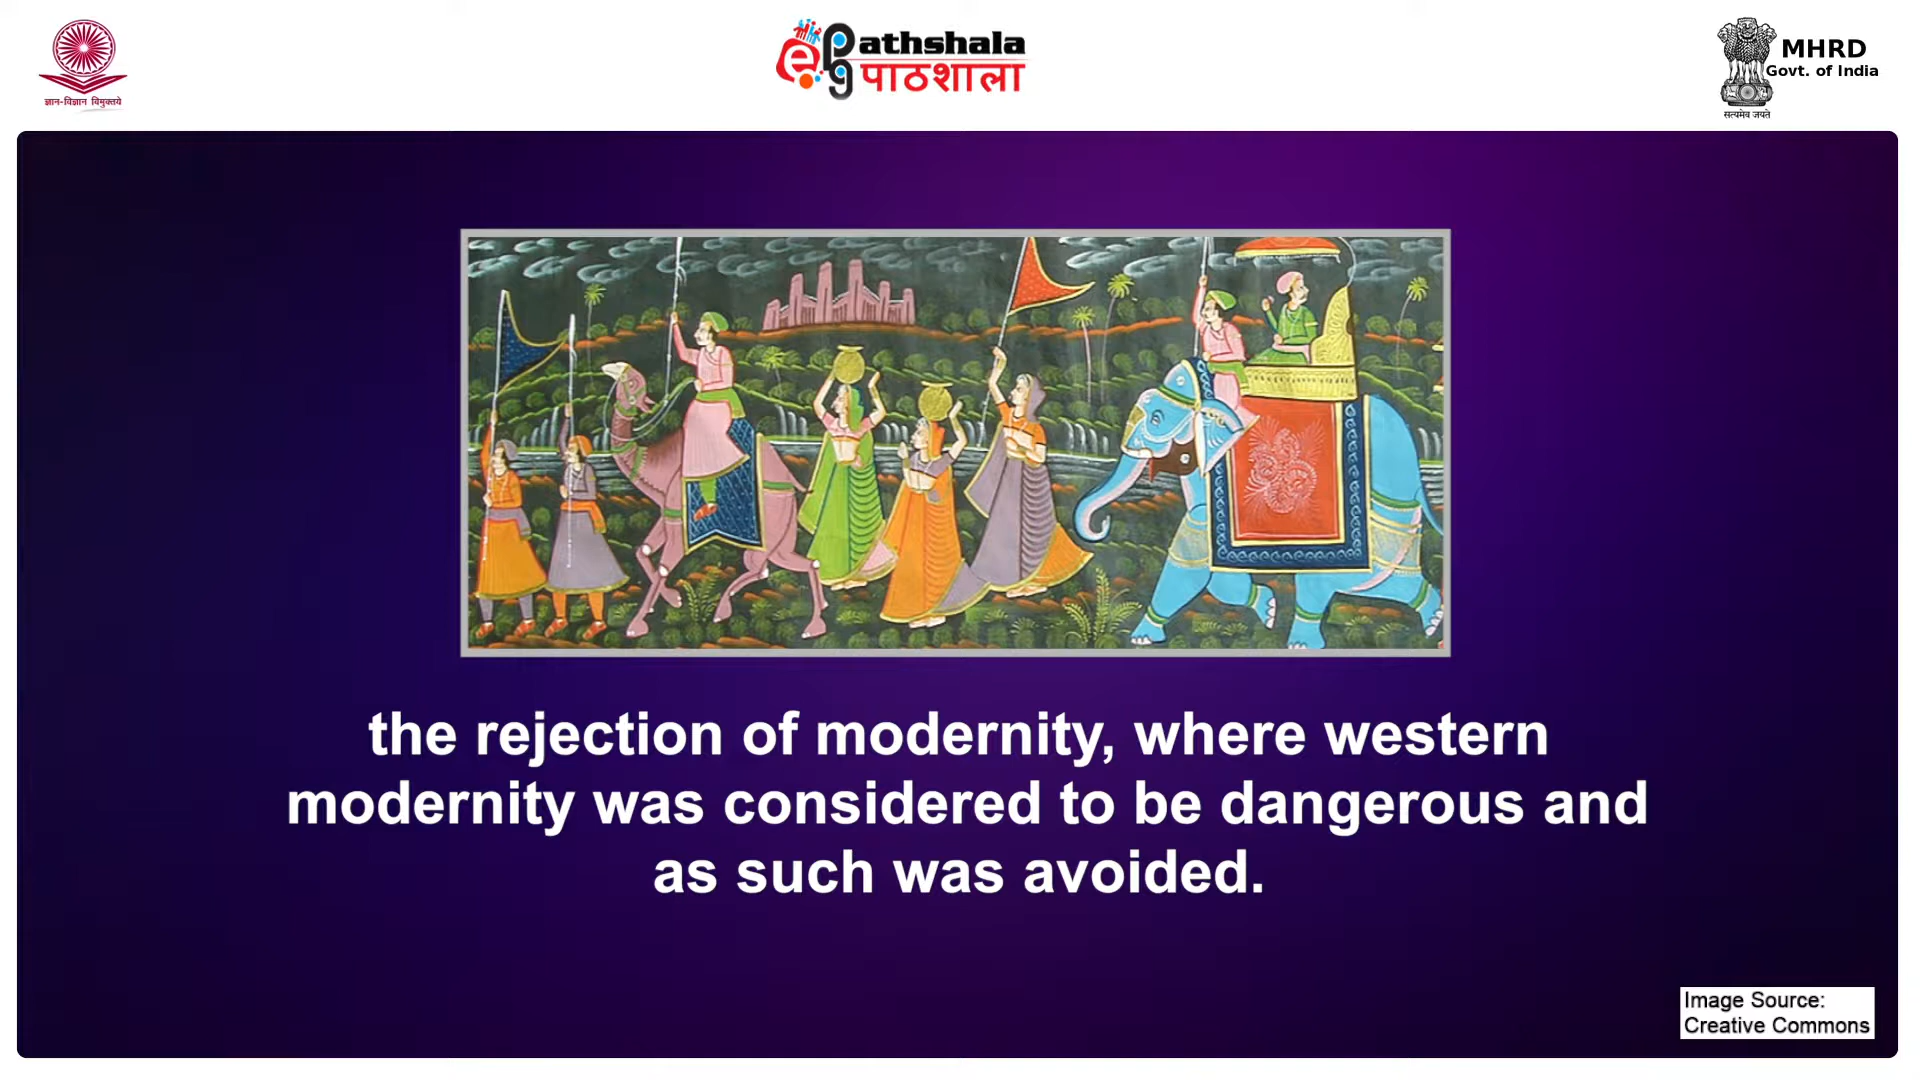 ज्ञान-विज्ञान विमुक्तये
epg athshala
पाठशाला
MHRD
Govt. of India
सत्यमेव जयते
the rejection of modernity, where western
modernity was considered to be dangerous and
as such was avoided.
Image Source:
Creative Commons